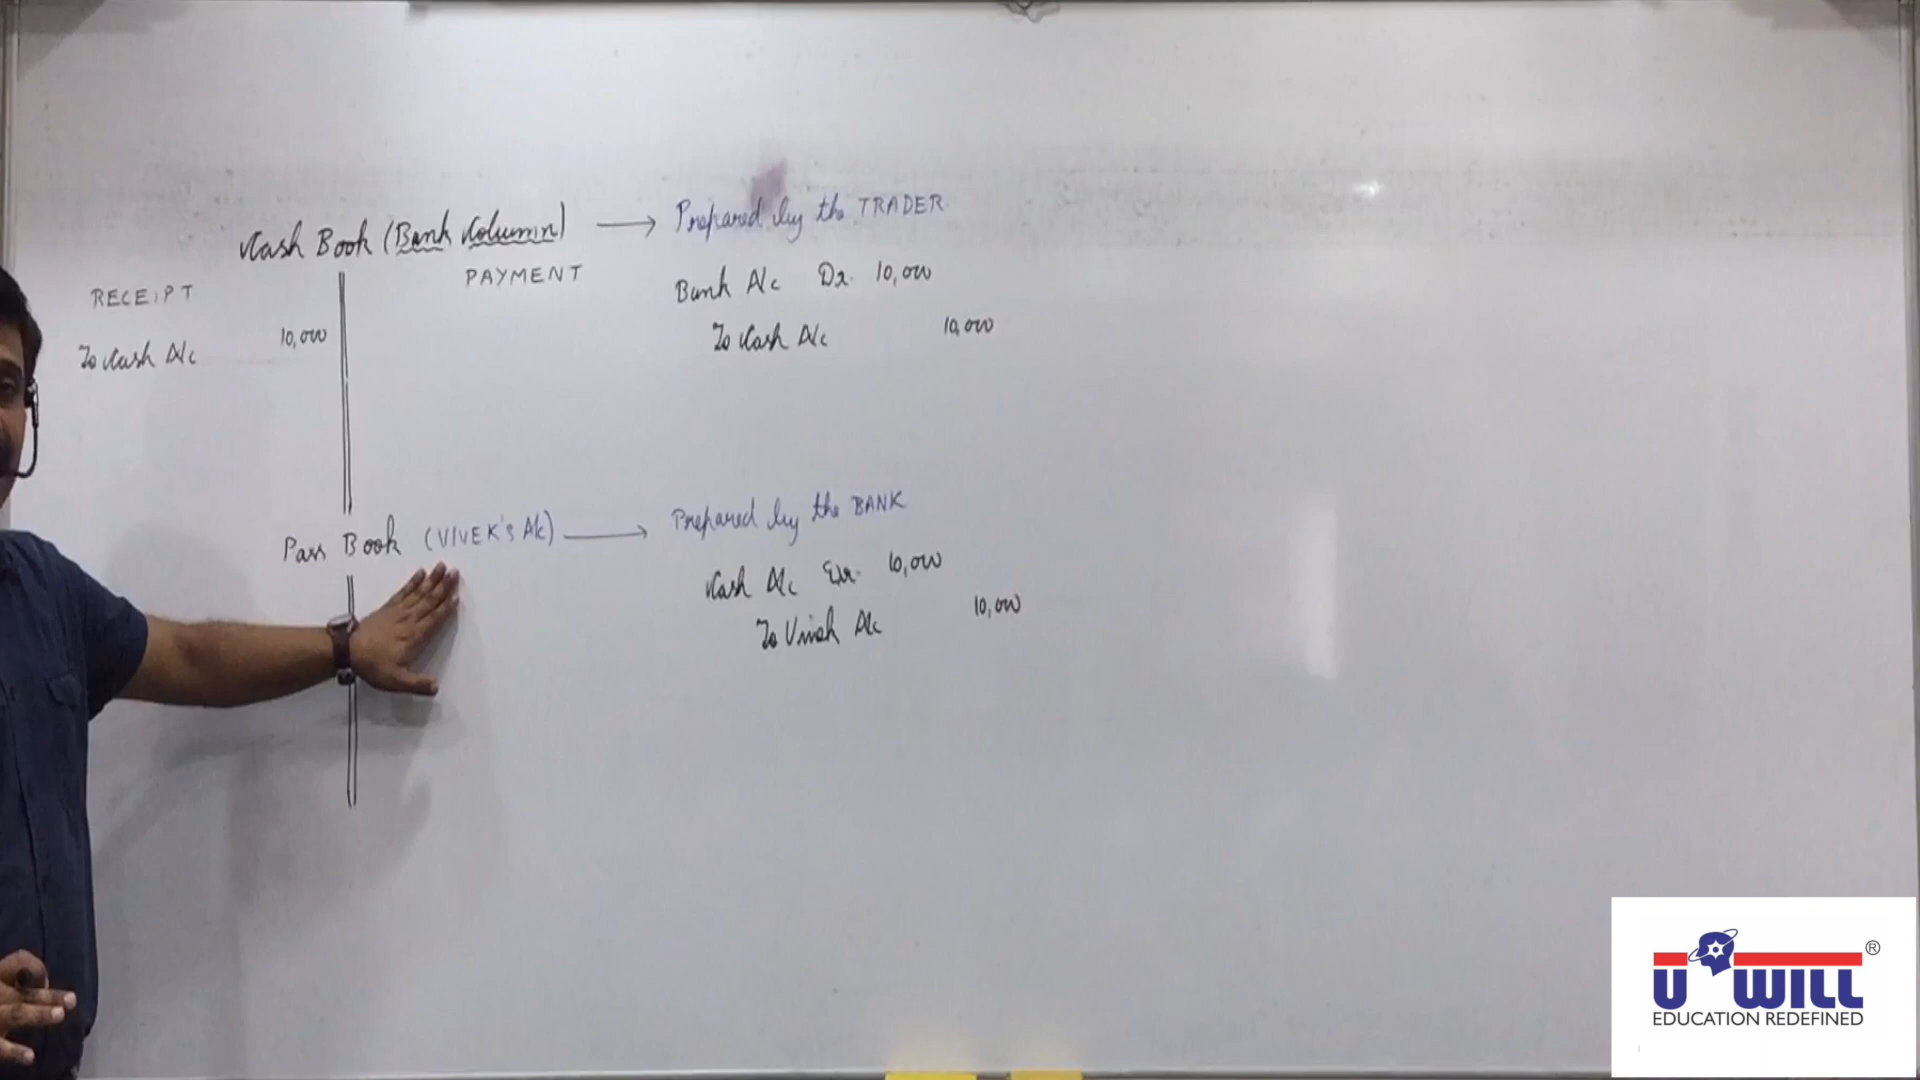 Cash Book (Bank Column) → Prepared by the TRADER
RECEIPT
PAYMENT
To Cash A/c 10,000
Bank A/c Dr. 10,000
To Cash A/c 10,000
Pass Book (VIVEK'S A/c) → Prepared by the BANK
Cash A/c Dr. 10,000
To Vivek A/c 10,000
U WILL ®
EDUCATION REDEFINED